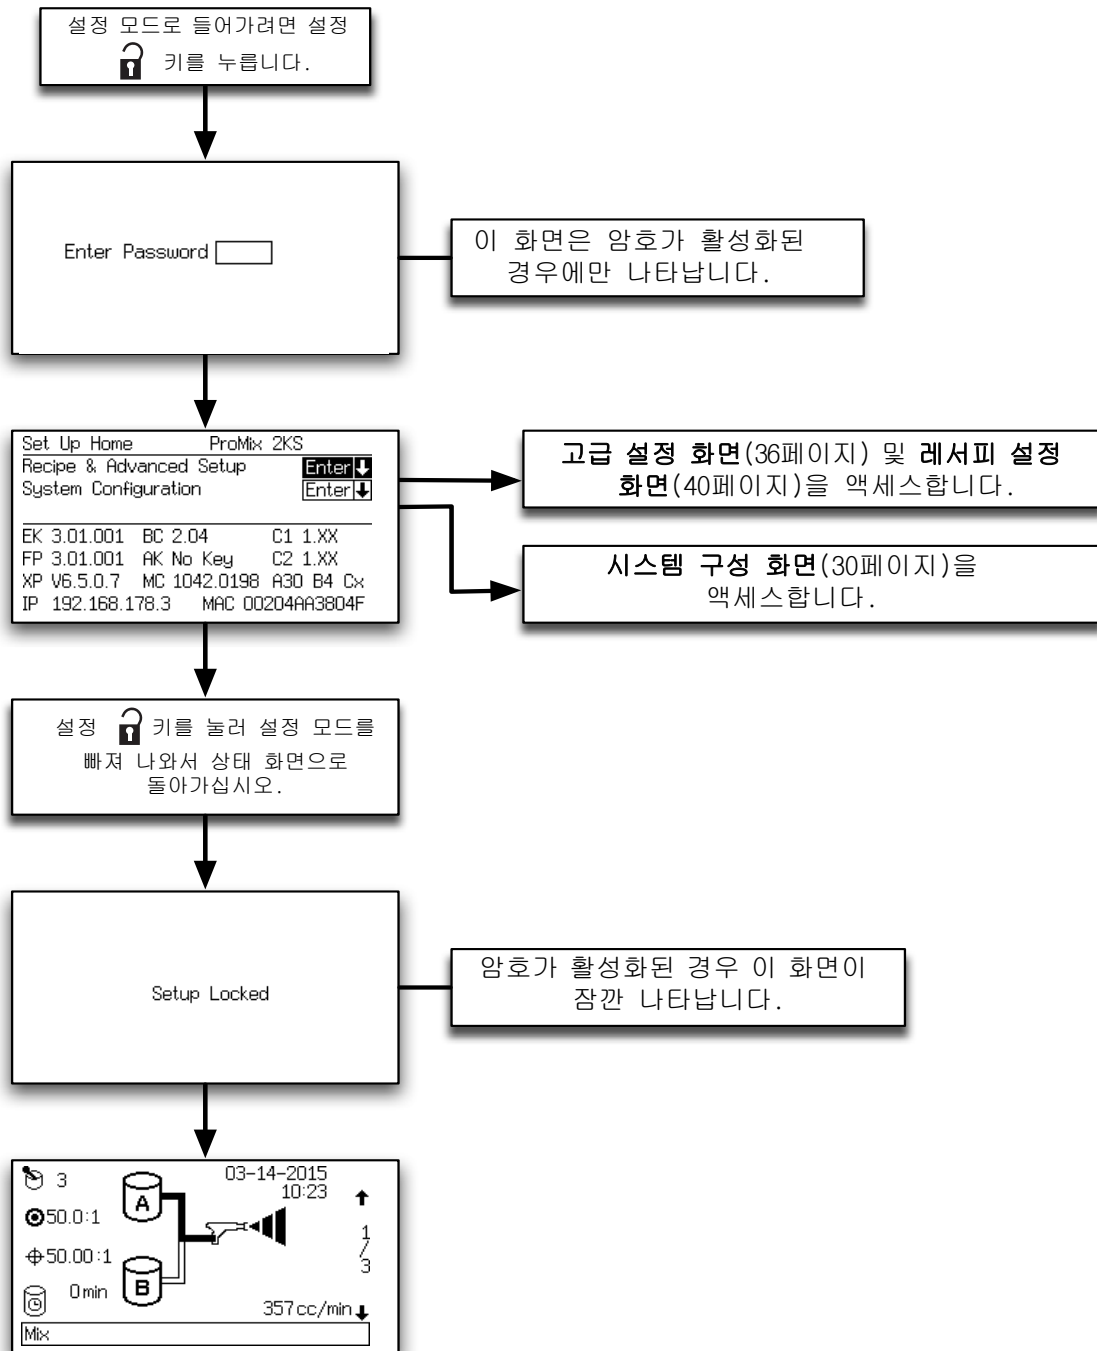 설정 모드로 들어가려면 설정
키를 누릅니다.
Enter Password
이 화면은 암호가 활성화된
경우에만 나타납니다.
Set Up Home ProMix 2KS
Recipe & Advanced Setup Enter
System Configuration Enter
EK 3.01.001 BC 2.04 C1 1.XX
FP 3.01.001 AK No Key C2 1.XX
XP V6.5.0.7 MC 1042.0198 A30 B4 Cx
IP 192.168.178.3 MAC 00204AA3804F
고급 설정 화면(36페이지) 및 레서피 설정
화면(40페이지)을 액세스합니다.
시스템 구성 화면(30페이지)을
액세스합니다.
설정 키를 눌러 설정 모드를
빠져 나와서 상태 화면으로
돌아가십시오.
Setup Locked
암호가 활성화된 경우 이 화면이
잠깐 나타납니다.
3
A
03-14-2015
10:23
50.0:1
1
/
3
50.00:1
0min
B
357cc/min
Mix